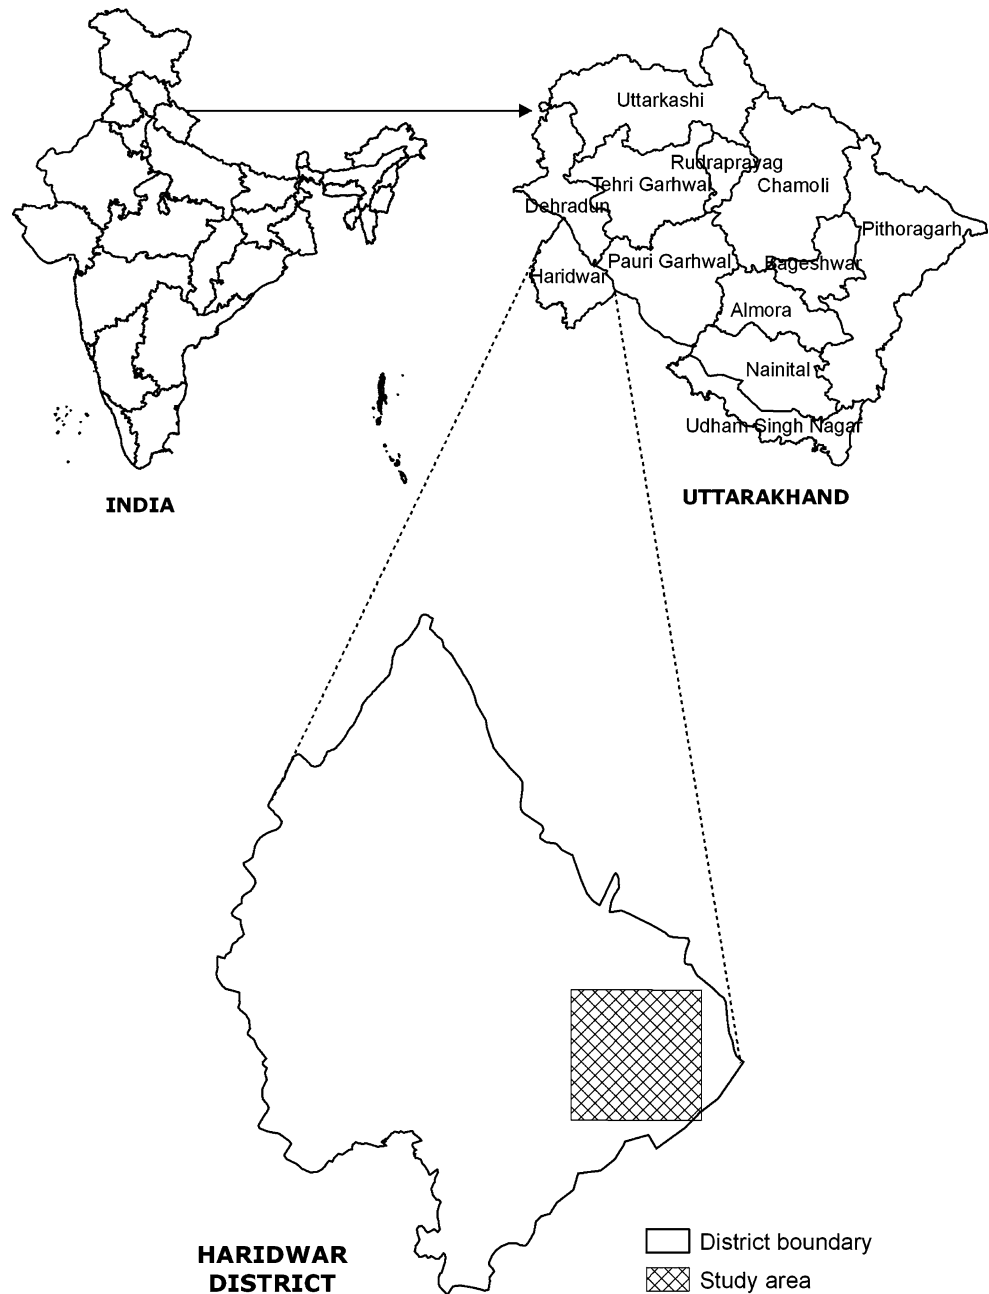 Uttarkashi
Rudraprayag
Tehri Garhwal
Chamoli
Dehradun
Pithoragarh
Pauri Garhwal
Bageshwar
Haridwar
Almora
Nainital
Udham Singh Nagar
INDIA
UTTARAKHAND
HARIDWAR
DISTRICT
District boundary
Study area